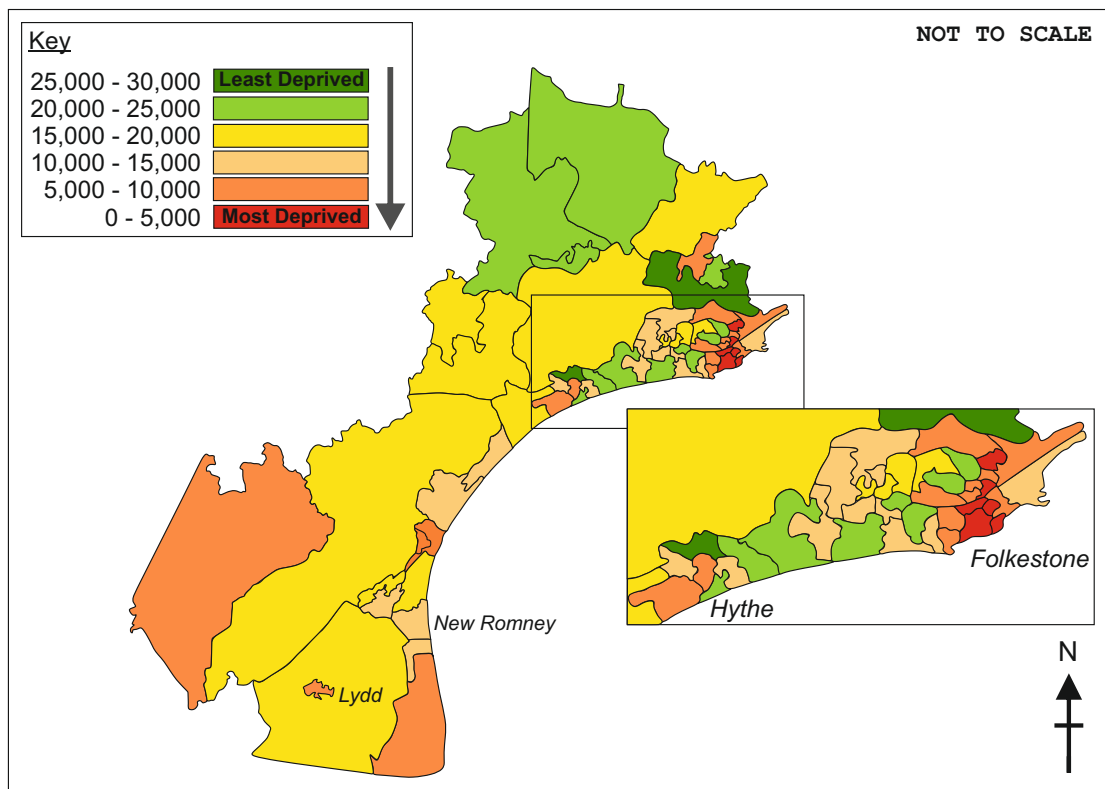 NOT TO SCALE
Key
25,000 - 30,000 Least Deprived
20,000 - 25,000
15,000 - 20,000
10,000 - 15,000
5,000 - 10,000
0 - 5,000 Most Deprived
Folkestone
Hythe
New Romney
Lydd
N